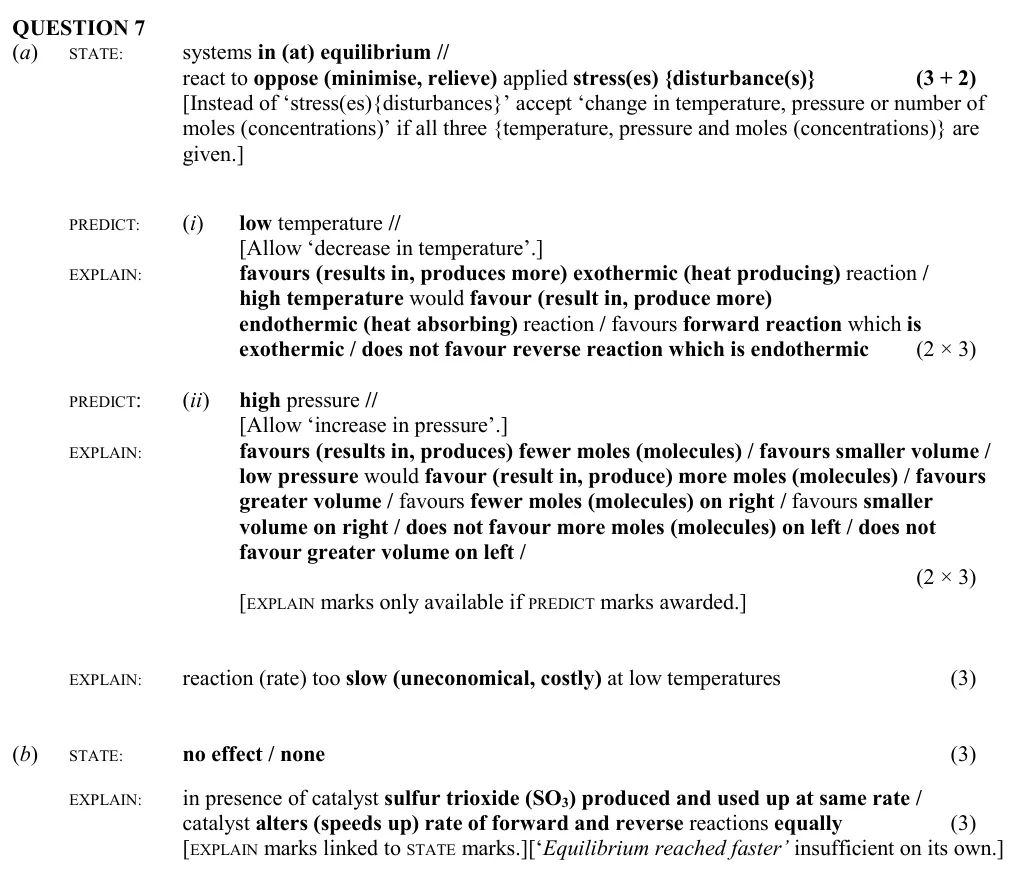 QUESTION 7
(a) STATE: systems in (at) equilibrium //
react to oppose (minimise, relieve) applied stress(es) {disturbance(s)} (3 + 2)
[Instead of ‘stress(es){disturbances}’ accept ‘change in temperature, pressure or number of
moles (concentrations)’ if all three {temperature, pressure and moles (concentrations)} are
given.]
PREDICT: (i) low temperature //
[Allow ‘decrease in temperature’.]
EXPLAIN: favours (results in, produces more) exothermic (heat producing) reaction /
high temperature would favour (result in, produce more)
endothermic (heat absorbing) reaction / favours forward reaction which is
exothermic / does not favour reverse reaction which is endothermic (2 × 3)
PREDICT: (ii) high pressure //
[Allow ‘increase in pressure’.]
EXPLAIN: favours (results in, produces) fewer moles (molecules) / favours smaller volume /
low pressure would favour (result in, produce) more moles (molecules) / favours
greater volume / favours fewer moles (molecules) on right / favours smaller
volume on right / does not favour more moles (molecules) on left / does not
favour greater volume on left /
(2 × 3)
[EXPLAIN marks only available if PREDICT marks awarded.]
EXPLAIN: reaction (rate) too slow (uneconomical, costly) at low temperatures (3)
(b) STATE: no effect / none (3)
EXPLAIN: in presence of catalyst sulfur trioxide (SO₃) produced and used up at same rate /
catalyst alters (speeds up) rate of forward and reverse reactions equally (3)
[EXPLAIN marks linked to STATE marks.][‘Equilibrium reached faster’ insufficient on its own.]